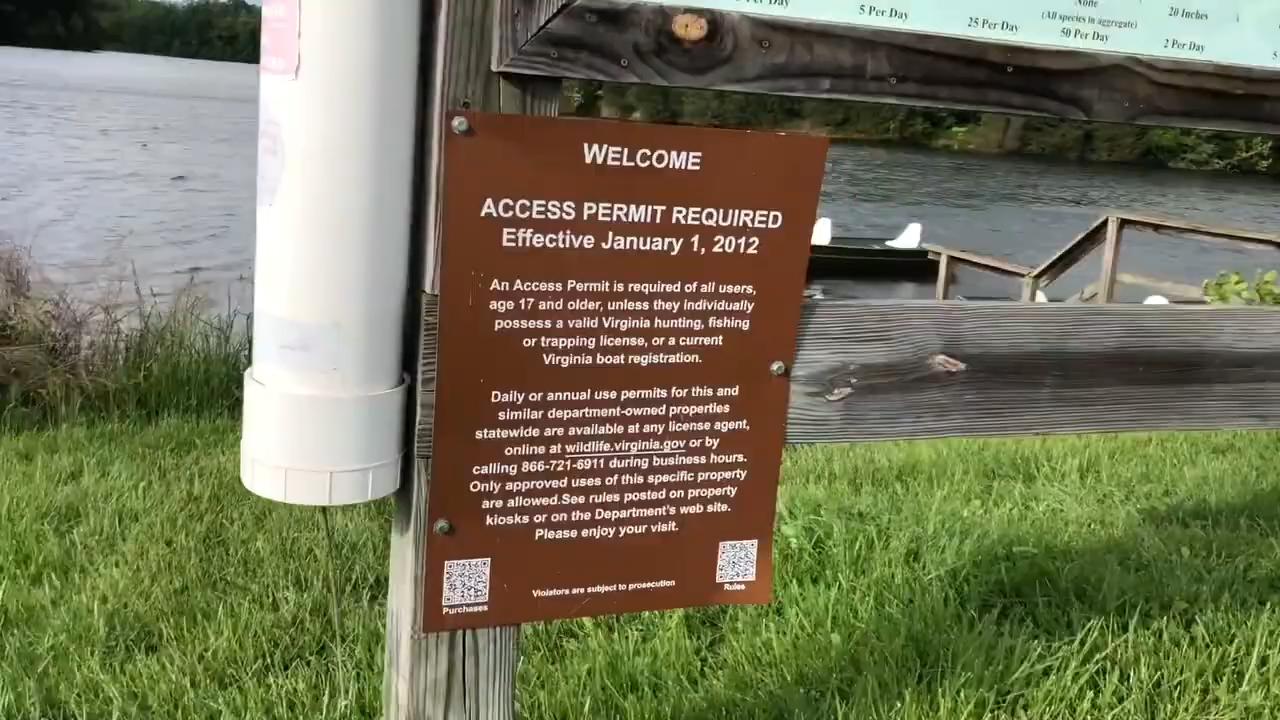 Per Day
5 Per Day
25 Per Day
None
(All species in aggregate)
50 Per Day
20 Inches
2 Per Day
WELCOME
ACCESS PERMIT REQUIRED
Effective January 1, 2012
An Access Permit is required of all users,
age 17 and older, unless they individually
possess a valid Virginia hunting, fishing
or trapping license, or a current
Virginia boat registration.
Daily or annual use permits for this and
similar department-owned properties
statewide are available at any license agent,
online at wildlife.virginia.gov or by
calling 866-721-6911 during business hours.
Only approved uses of this specific property
are allowed.See rules posted on property
kiosks or on the Department's web site.
Please enjoy your visit.
Purchases
Violators are subject to prosecution
Rules